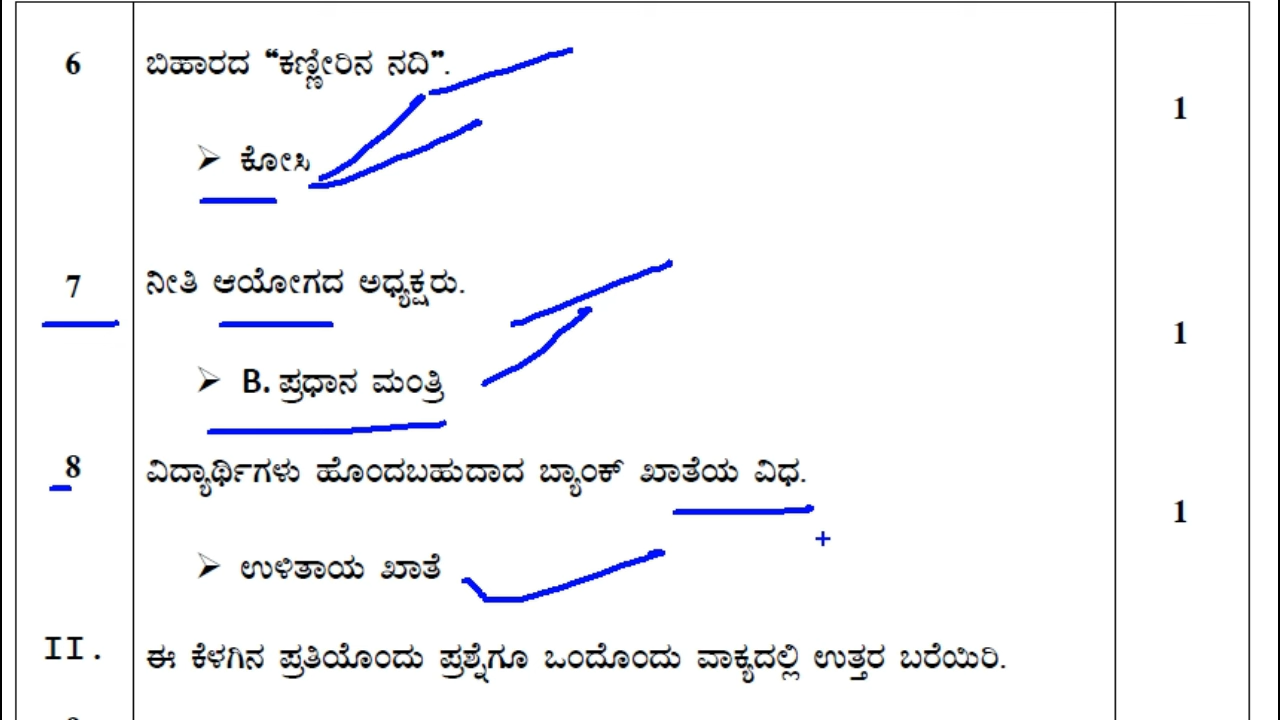 6 ಬಿಹಾರದ “ಕಣ್ಣೀರಿನ ನದಿ”.
1
➢ ಕೋಸಿ
7 ನೀತಿ ಆಯೋಗದ ಅಧ್ಯಕ್ಷರು.
1
➢ B. ಪ್ರಧಾನ ಮಂತ್ರಿ
8 ವಿದ್ಯಾರ್ಥಿಗಳು ಹೊಂದಬಹುದಾದ ಬ್ಯಾಂಕ್ ಖಾತೆಯ ವಿಧ.
1
➢ ಉಳಿತಾಯ ಖಾತೆ
II. ಈ ಕೆಳಗಿನ ಪ್ರತಿಯೊಂದು ಪ್ರಶ್ನೆಗೂ ಒಂದೊಂದು ವಾಕ್ಯದಲ್ಲಿ ಉತ್ತರ ಬರೆಯಿರಿ.